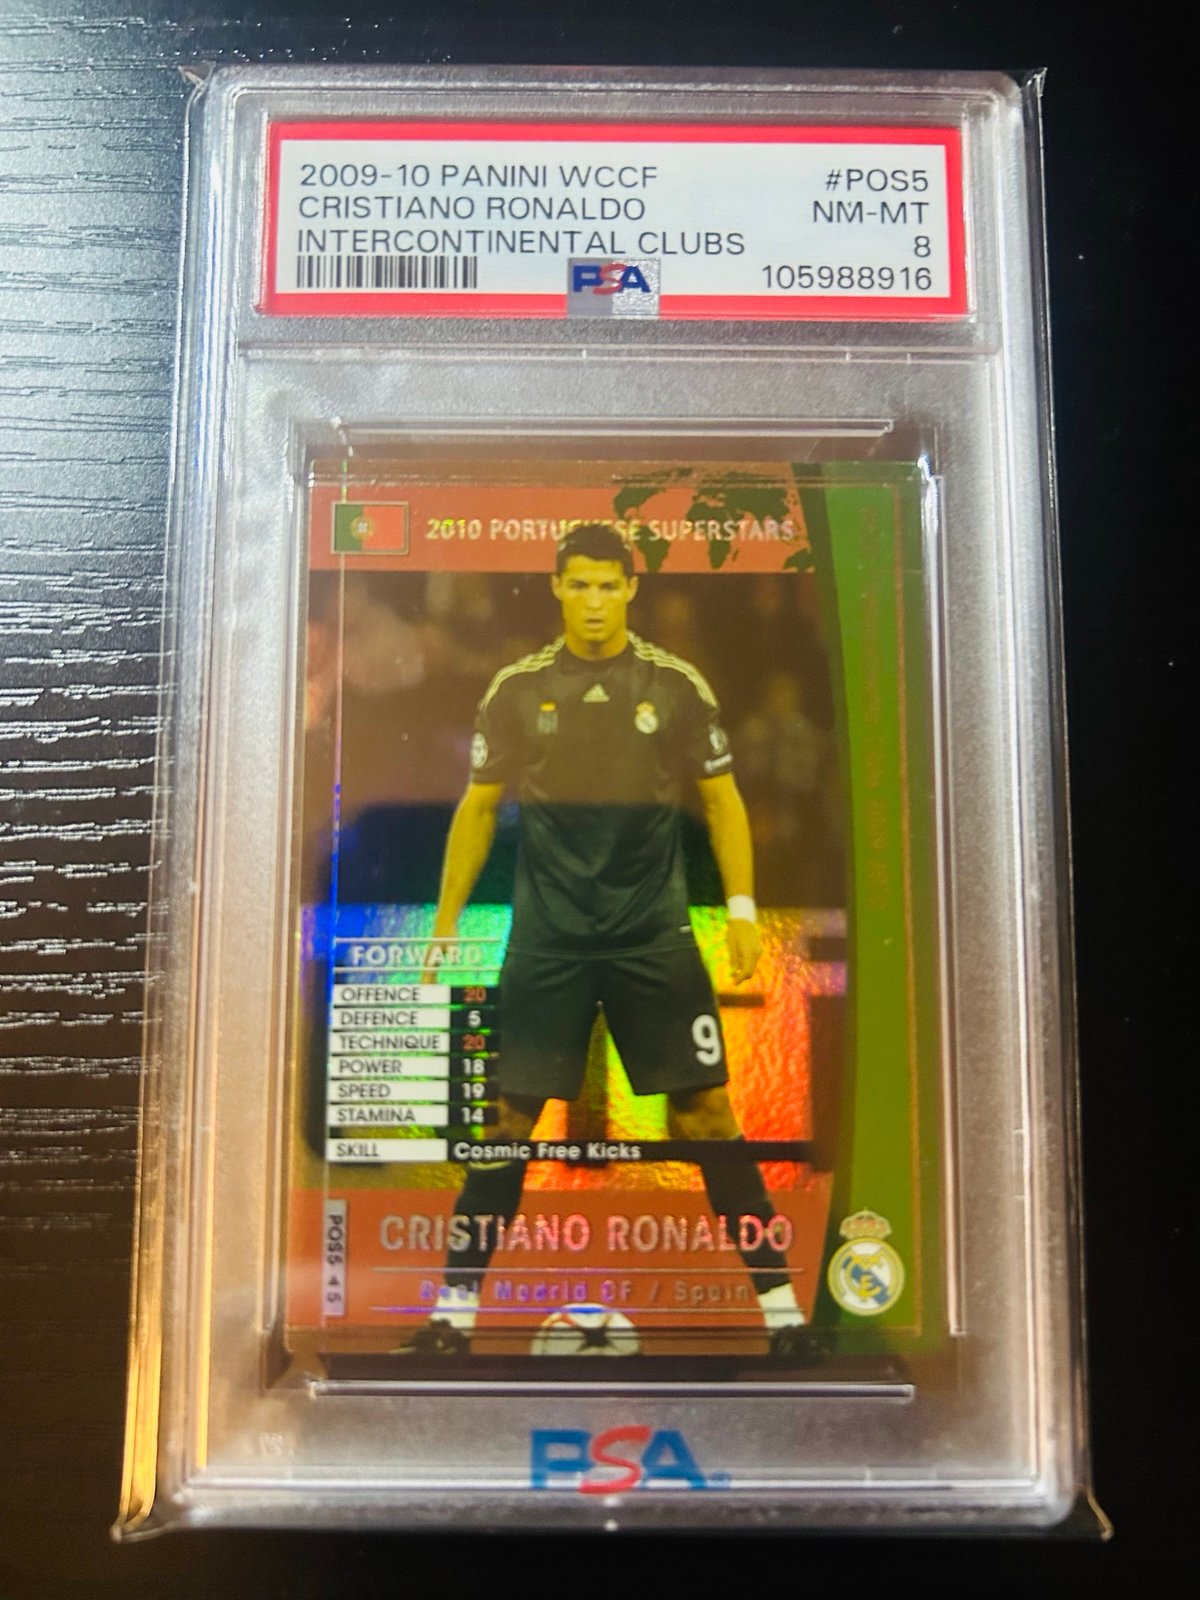 2009-10 PANINI WCCF #POS5
CRISTIANO RONALDO NM-MT
INTERCONTINENTAL CLUBS 8
PSA 105988916
2010 PORTUGUESE SUPERSTARS
FORWARD
OFFENCE 20
DEFENCE 5
TECHNIQUE 20
POWER 18
SPEED 19
STAMINA 14
SKILL Cosmic Free Kicks
9
POS5 ◀ 5
CRISTIANO RONALDO
Real Madrid CF / Spain
PSA